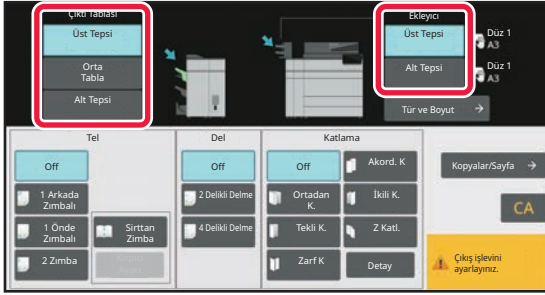 Çıktı Tablası
Üst Tepsi
Orta
Tabla
Alt Tepsi
Ekleyici
Üst Tepsi
Alt Tepsi
Düz 1
A3
Düz 1
A3
Tür ve Boyut
Tel
Off
1 Arkada
Zımbalı
1 Önde
Zımbalı
2 Zımba
Sırttan
Zımba
Del
Off
2 Delikli Delme
4 Delikli Delme
Katlama
Off
Akord. K
Ortadan
K.
İkili K.
Tekli K.
Z Katl.
Zarf K
Detay
Kopyalar/Sayfa
CA
Çıkış işlevini
ayarlayınız.